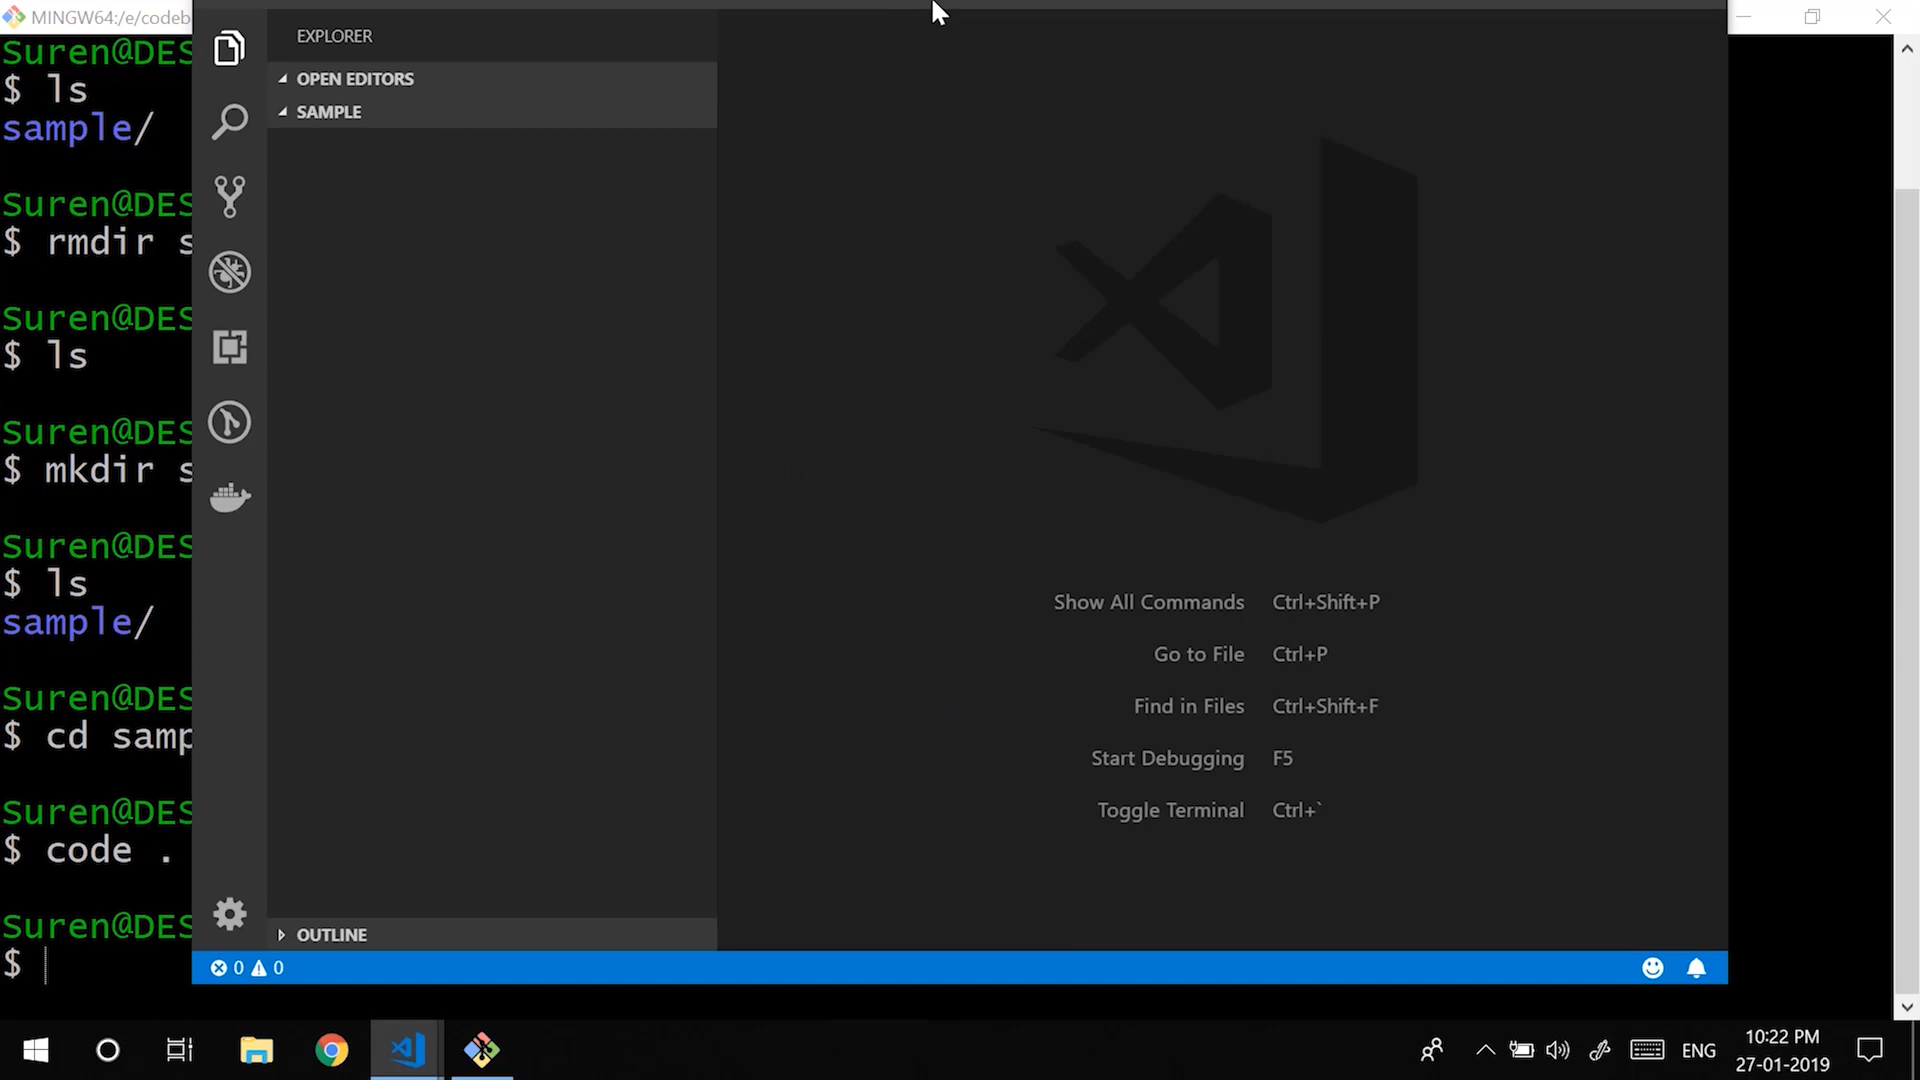 MINGW64:/e/codeb
Suren@DES
$ ls
sample/
Suren@DES
$ rmdir s
Suren@DES
$ ls
Suren@DES
$ mkdir s
Suren@DES
$ ls
sample/
Suren@DES
$ cd samp
Suren@DES
$ code .
Suren@DES
$
EXPLORER
OPEN EDITORS
SAMPLE
OUTLINE
Show All Commands Ctrl+Shift+P
Go to File Ctrl+P
Find in Files Ctrl+Shift+F
Start Debugging F5
Toggle Terminal Ctrl+`
0 0
ENG
10:22 PM
27-01-2019